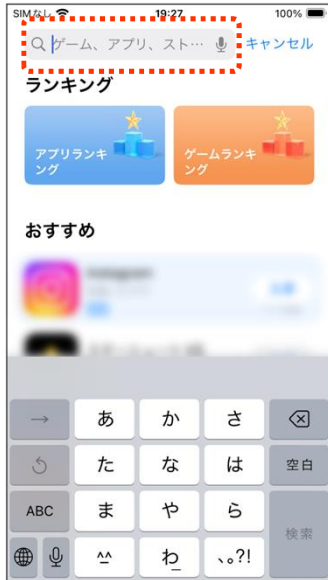 SIMなし 19:27 100%
ゲーム、アプリ、スト… キャンセル
ランキング
アプリランキ
ング
ゲームランキ
ング
おすすめ
→ あ か さ
た な は 空白
ABC ま や ら
検索
^^ わ_ 、。?!